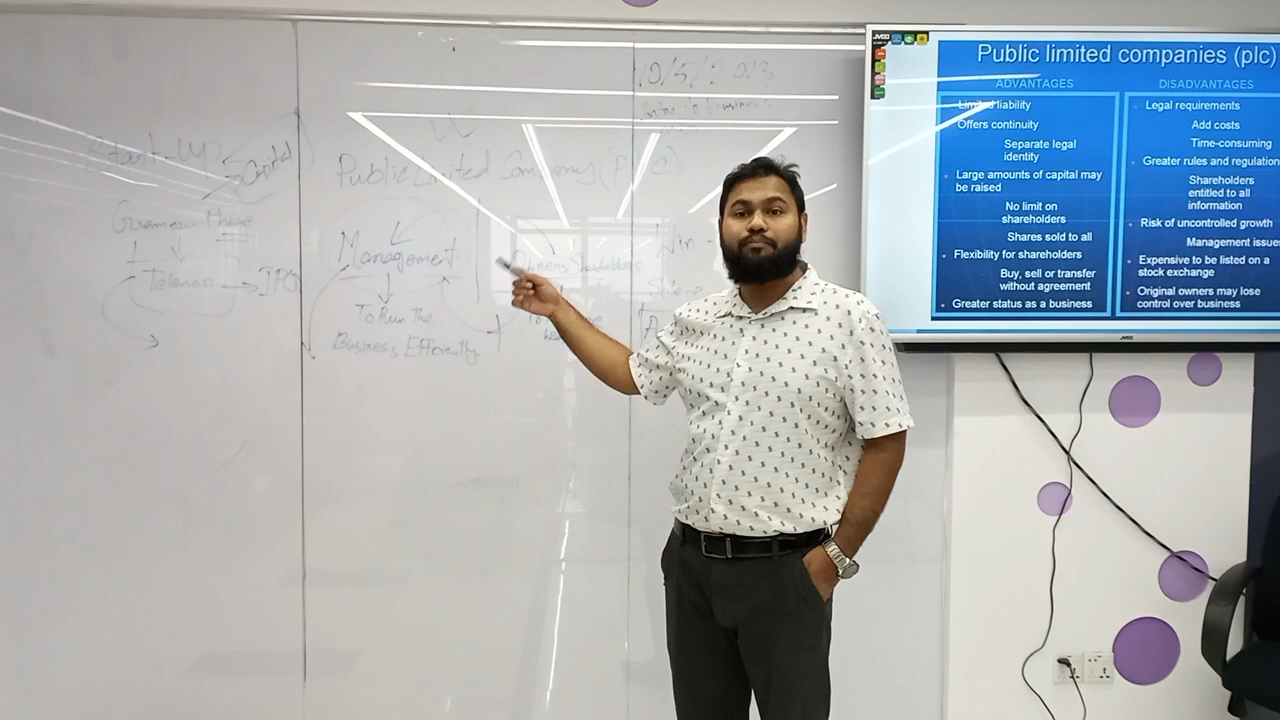 10/5/2023
Start-Up
Capital
Public Limited Company (PLC)
Grameen Phone
Management
Owners/Shareholders
Win -
Telenor → IPO
To Run The
Business Efficiently
JVCO
Public limited companies (plc)
ADVANTAGES
Limited liability
Offers continuity
Separate legal
identity
Large amounts of capital may
be raised
No limit on
shareholders
Shares sold to all
Flexibility for shareholders
Buy, sell or transfer
without agreement
Greater status as a business
DISADVANTAGES
Legal requirements
Add costs
Time-consuming
Greater rules and regulation
Shareholders
entitled to all
information
Risk of uncontrolled growth
Management issues
Expensive to be listed on a
stock exchange
Original owners may lose
control over business